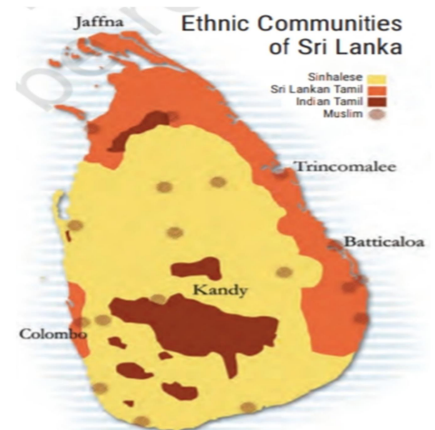 Jaffna
Ethnic Communities
of Sri Lanka
Sinhalese
Sri Lankan Tamil
Indian Tamil
Muslim
Trincomalee
Batticaloa
Kandy
Colombo